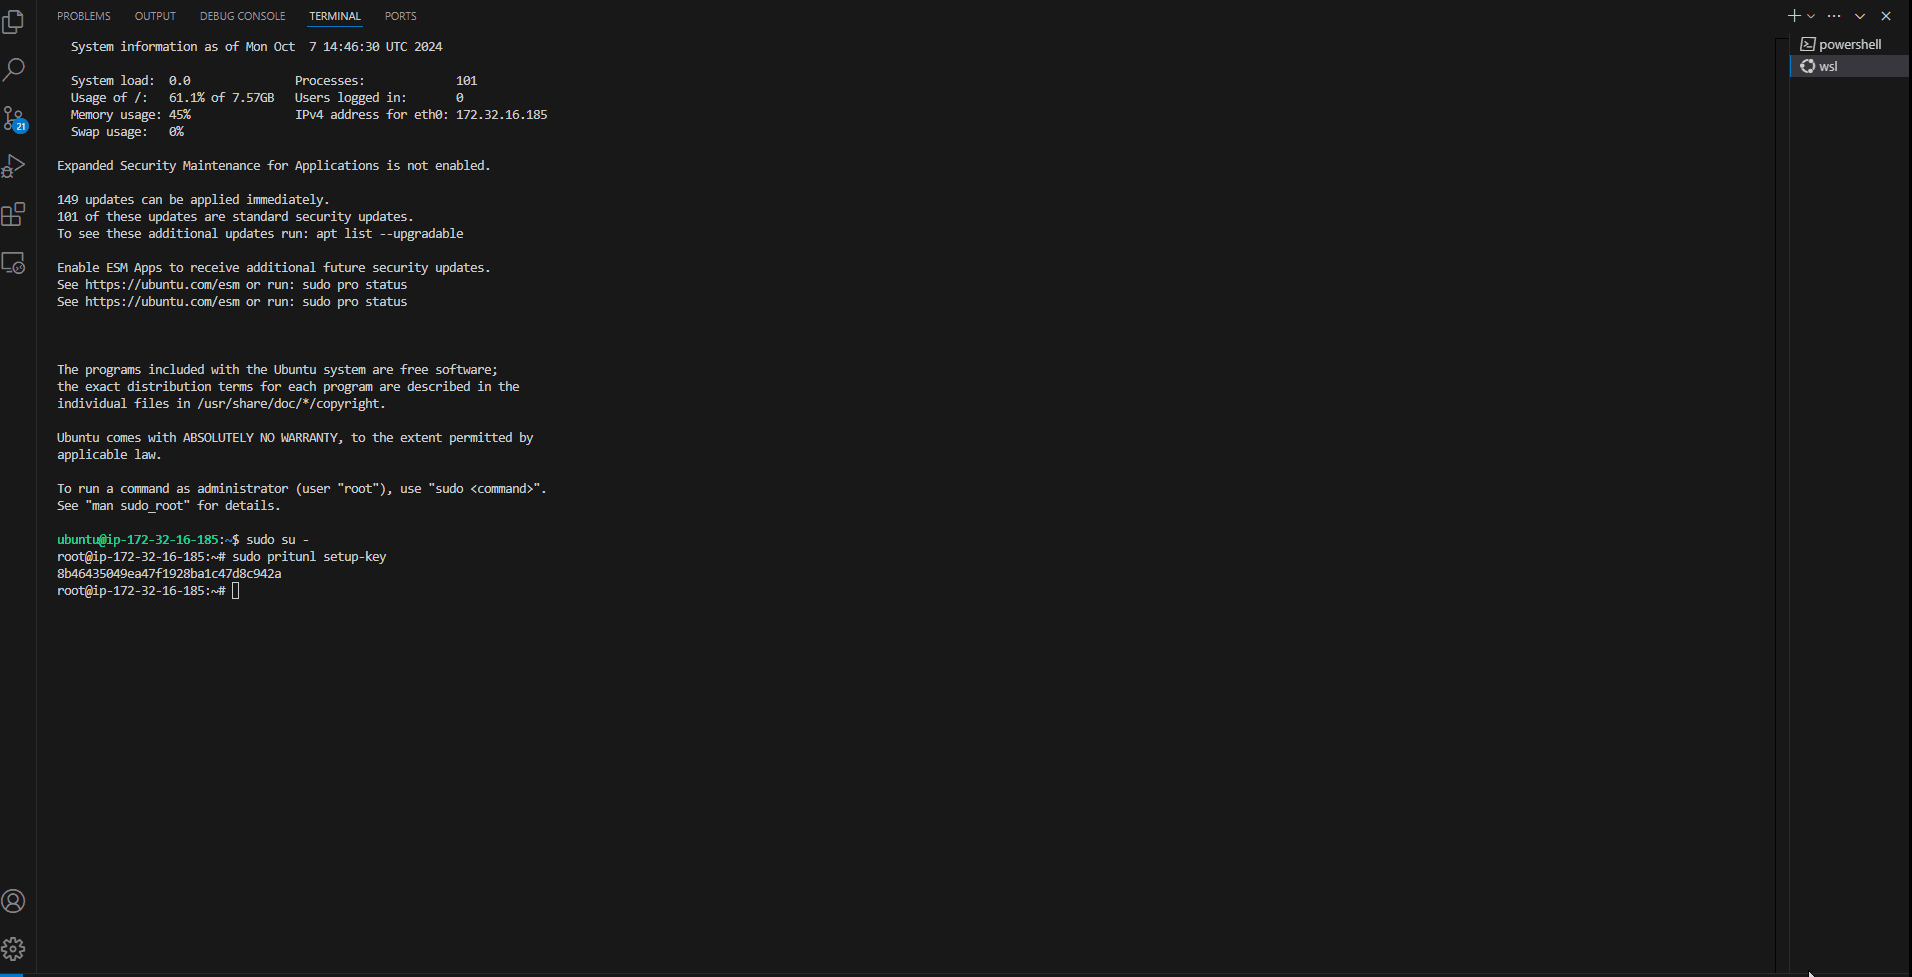 PROBLEMS OUTPUT DEBUG CONSOLE TERMINAL PORTS
powershell
wsl
21
System information as of Mon Oct  7 14:46:30 UTC 2024
System load:  0.0               Processes:             101
Usage of /:   61.1% of 7.57GB   Users logged in:       0
Memory usage: 45%               IPv4 address for eth0: 172.32.16.185
Swap usage:   0%
Expanded Security Maintenance for Applications is not enabled.
149 updates can be applied immediately.
101 of these updates are standard security updates.
To see these additional updates run: apt list --upgradable
Enable ESM Apps to receive additional future security updates.
See https://ubuntu.com/esm or run: sudo pro status
See https://ubuntu.com/esm or run: sudo pro status
The programs included with the Ubuntu system are free software;
the exact distribution terms for each program are described in the
individual files in /usr/share/doc/*/copyright.
Ubuntu comes with ABSOLUTELY NO WARRANTY, to the extent permitted by
applicable law.
To run a command as administrator (user "root"), use "sudo <command>".
See "man sudo_root" for details.
ubuntu@ip-172-32-16-185:~$ sudo su -
root@ip-172-32-16-185:~# sudo pritunl setup-key
8b46435049ea47f1928ba1c47d8c942a
root@ip-172-32-16-185:~#